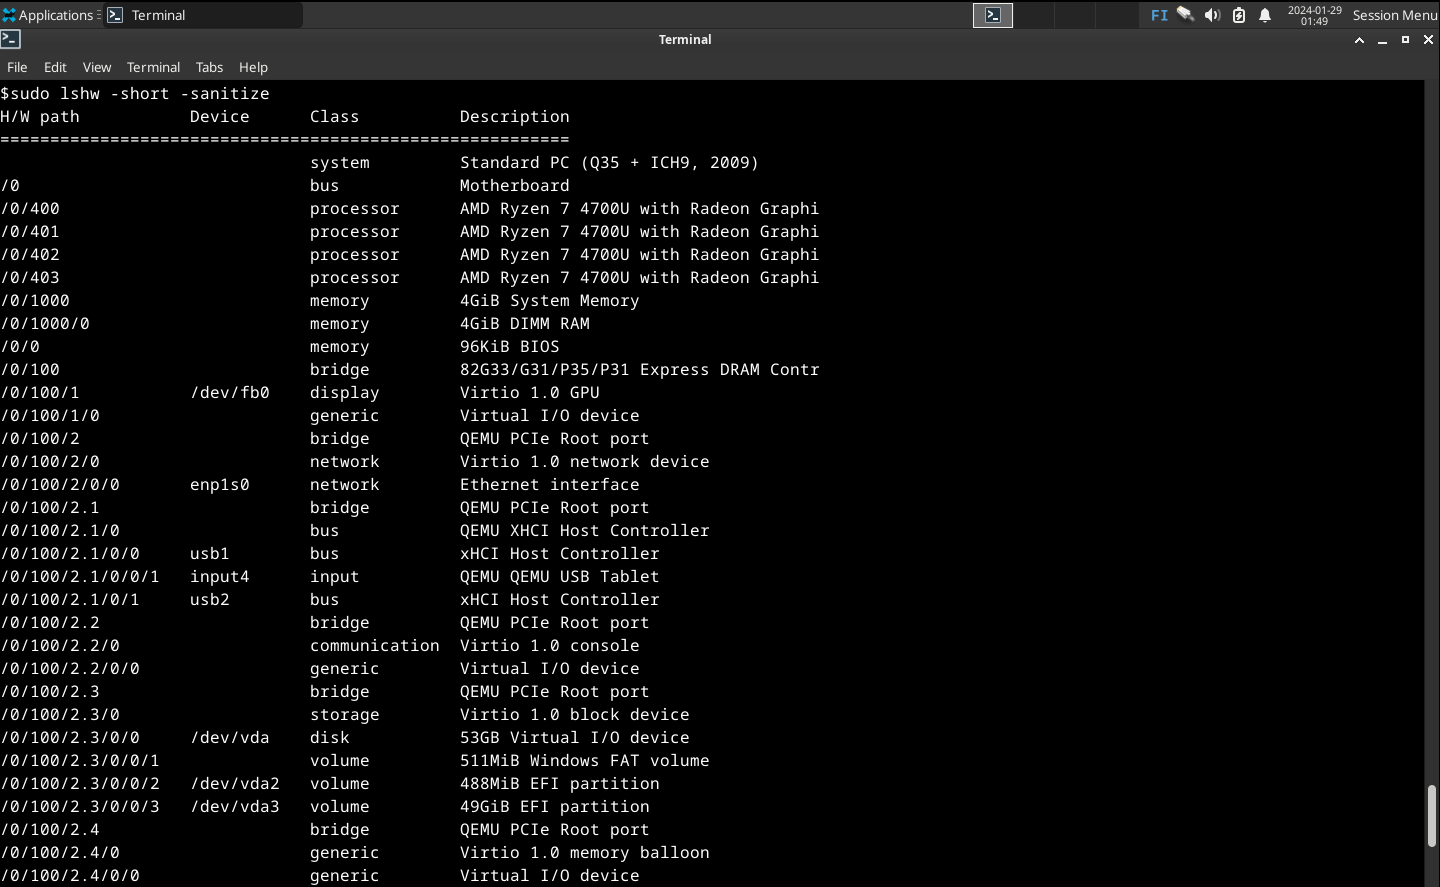 Applications Terminal FI 2024-01-29 Session Menu
01:49
Terminal
File Edit View Terminal Tabs Help
$sudo lshw -short -sanitize
H/W path            Device      Class          Description
=========================================================
                                system         Standard PC (Q35 + ICH9, 2009)
/0                              bus            Motherboard
/0/400                          processor      AMD Ryzen 7 4700U with Radeon Graphi
/0/401                          processor      AMD Ryzen 7 4700U with Radeon Graphi
/0/402                          processor      AMD Ryzen 7 4700U with Radeon Graphi
/0/403                          processor      AMD Ryzen 7 4700U with Radeon Graphi
/0/1000                         memory         4GiB System Memory
/0/1000/0                       memory         4GiB DIMM RAM
/0/0                            memory         96KiB BIOS
/0/100                          bridge         82G33/G31/P35/P31 Express DRAM Contr
/0/100/1            /dev/fb0    display        Virtio 1.0 GPU
/0/100/1/0                      generic        Virtual I/O device
/0/100/2                        bridge         QEMU PCIe Root port
/0/100/2/0                      network        Virtio 1.0 network device
/0/100/2/0/0        enp1s0      network        Ethernet interface
/0/100/2.1                      bridge         QEMU PCIe Root port
/0/100/2.1/0                    bus            QEMU XHCI Host Controller
/0/100/2.1/0/0      usb1        bus            xHCI Host Controller
/0/100/2.1/0/0/1    input4      input          QEMU QEMU USB Tablet
/0/100/2.1/0/1      usb2        bus            xHCI Host Controller
/0/100/2.2                      bridge         QEMU PCIe Root port
/0/100/2.2/0                    communication  Virtio 1.0 console
/0/100/2.2/0/0                  generic        Virtual I/O device
/0/100/2.3                      bridge         QEMU PCIe Root port
/0/100/2.3/0                    storage        Virtio 1.0 block device
/0/100/2.3/0/0      /dev/vda    disk           53GB Virtual I/O device
/0/100/2.3/0/0/1                volume         511MiB Windows FAT volume
/0/100/2.3/0/0/2    /dev/vda2   volume         488MiB EFI partition
/0/100/2.3/0/0/3    /dev/vda3   volume         49GiB EFI partition
/0/100/2.4                      bridge         QEMU PCIe Root port
/0/100/2.4/0                    generic        Virtio 1.0 memory balloon
/0/100/2.4/0/0                  generic        Virtual I/O device